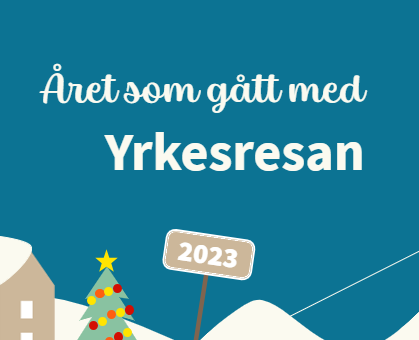 Året som gått med
Yrkesresan
2023